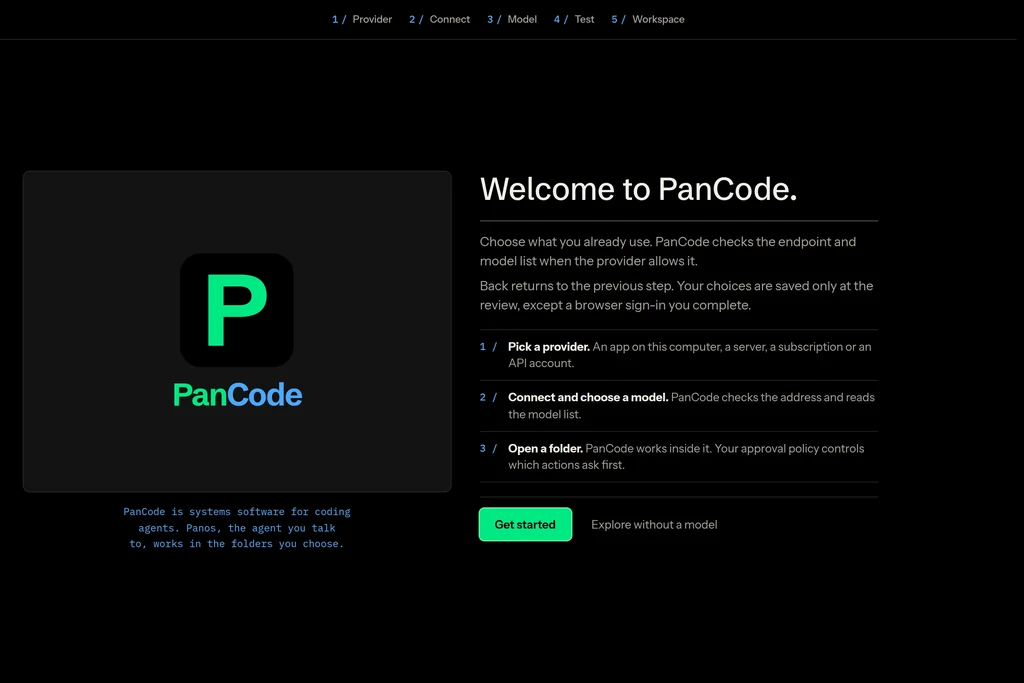 1 / Provider 2 / Connect 3 / Model 4 / Test 5 / Workspace
P
PanCode
PanCode is systems software for coding
agents. Panos, the agent you talk
to, works in the folders you choose.
Welcome to PanCode.
Choose what you already use. PanCode checks the endpoint and
model list when the provider allows it.
Back returns to the previous step. Your choices are saved only at the
review, except a browser sign-in you complete.
1 / Pick a provider. An app on this computer, a server, a subscription or an
API account.
2 / Connect and choose a model. PanCode checks the address and reads
the model list.
3 / Open a folder. PanCode works inside it. Your approval policy controls
which actions ask first.
Get started Explore without a model